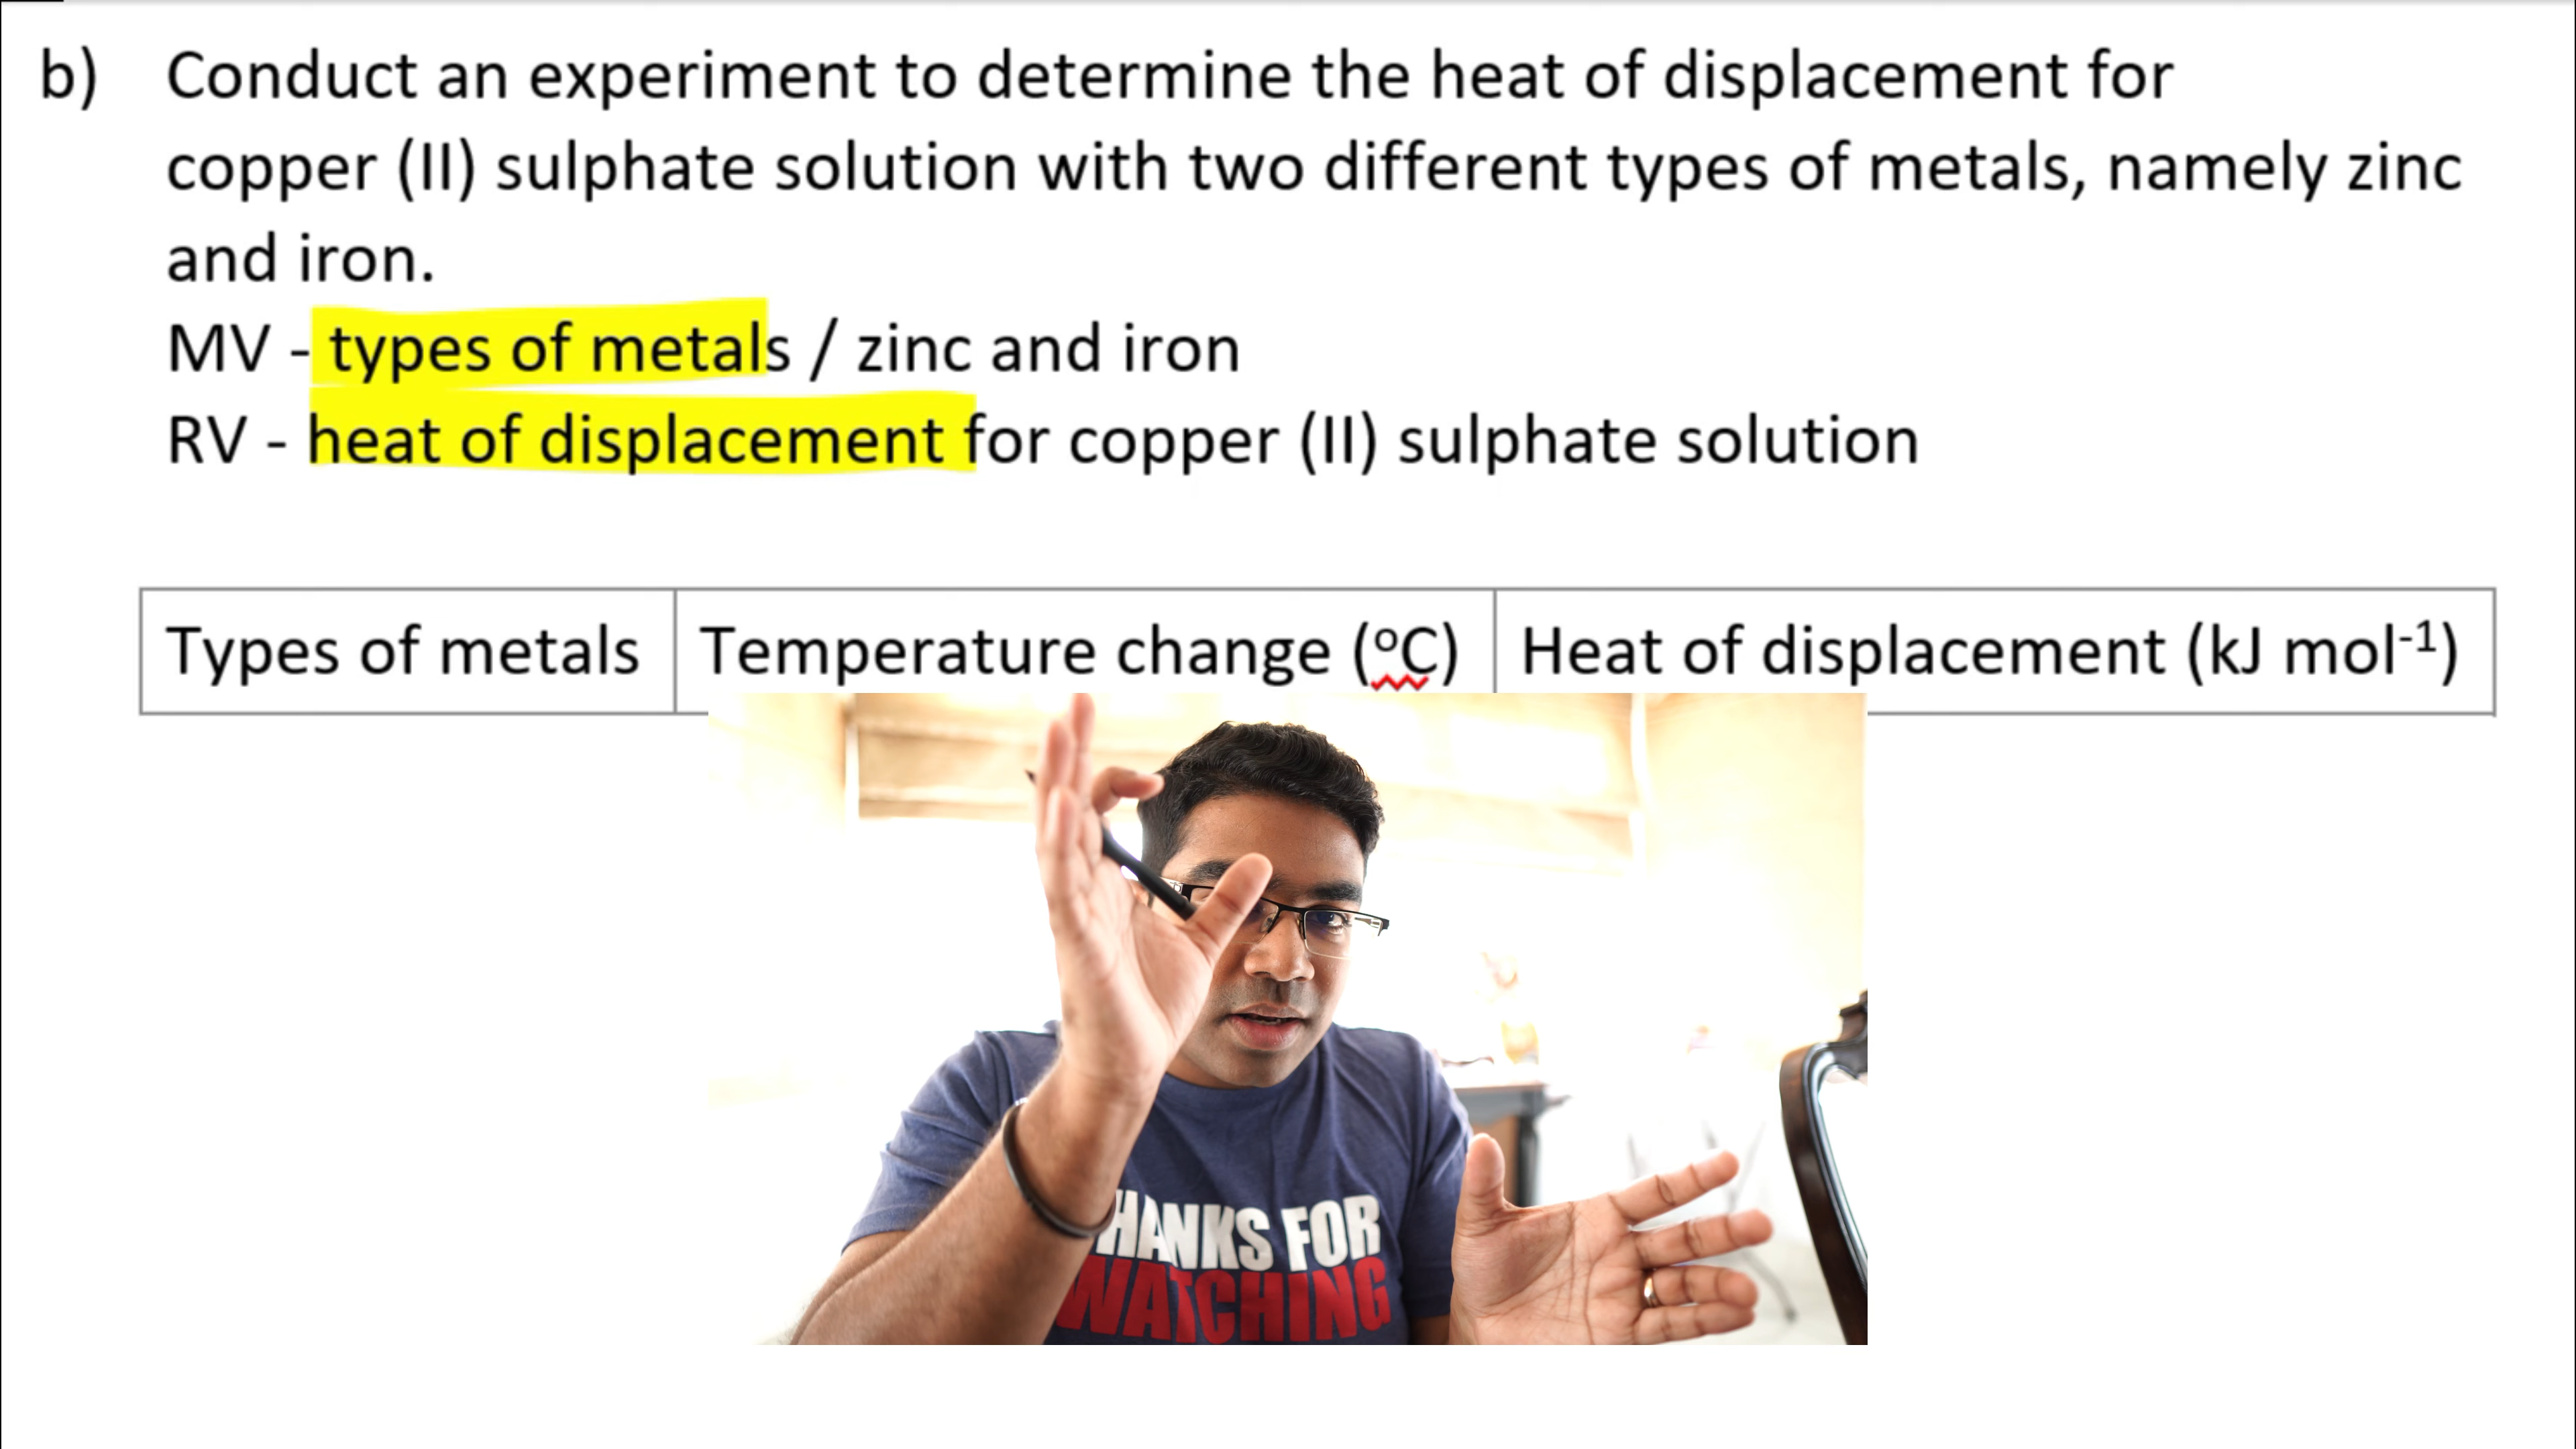 b) Conduct an experiment to determine the heat of displacement for
copper (II) sulphate solution with two different types of metals, namely zinc
and iron.
MV - types of metals / zinc and iron
RV - heat of displacement for copper (II) sulphate solution
Types of metals Temperature change (ºC) Heat of displacement (kJ mol⁻¹)
HANKS FOR
WATCHING